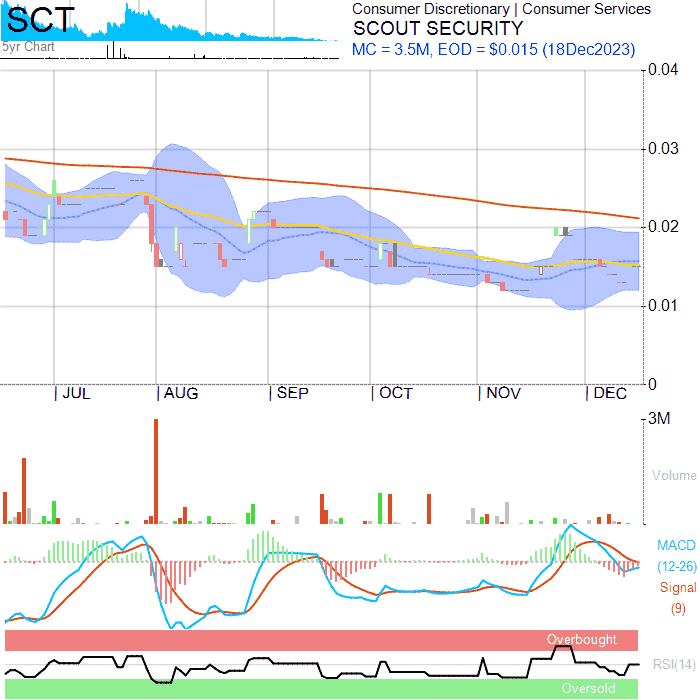 SCT
5yr Chart
Consumer Discretionary | Consumer Services
SCOUT SECURITY
MC = 3.5M, EOD = $0.015 (18Dec2023)
0.04
0.03
0.02
0.01
0
JUL AUG SEP OCT NOV DEC
3M
Volume
MACD
(12-26)
Signal
(9)
Overbought
RSI(14)
Oversold